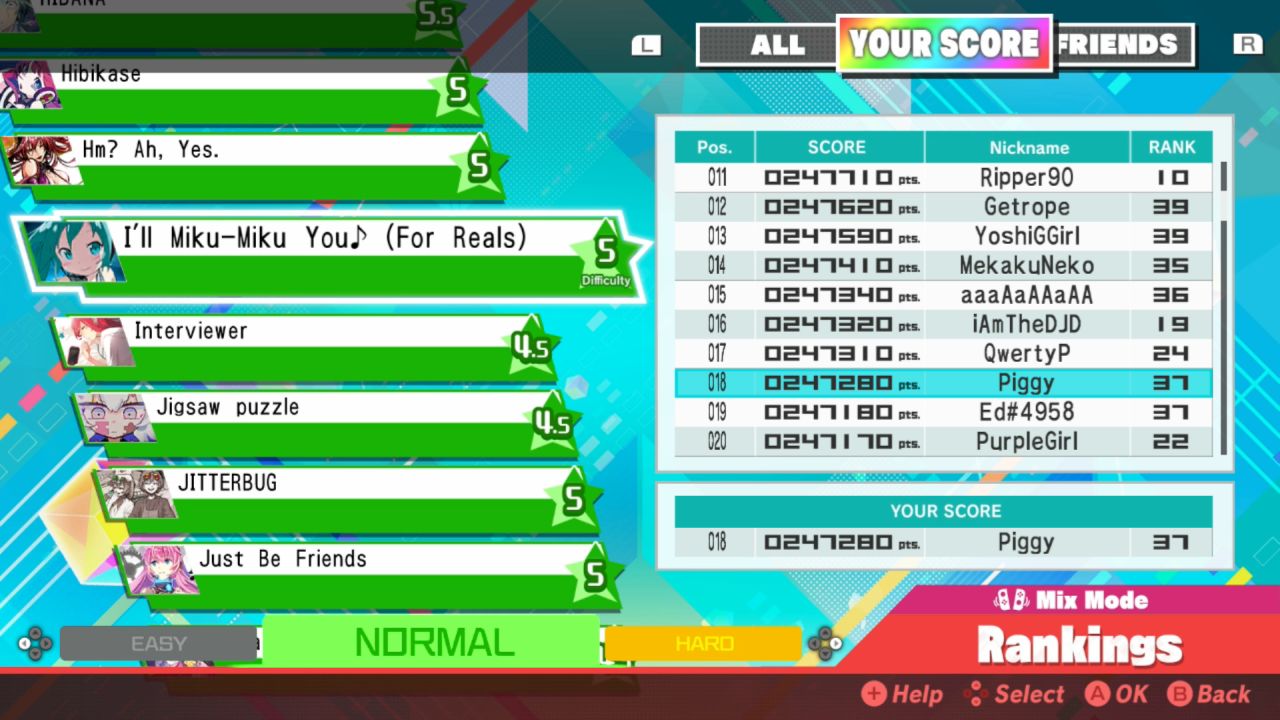 HIBANA
5.5
Hibikase
5
Hm? Ah, Yes.
5
I'll Miku-Miku You♪ (For Reals)
5
Difficulty
Interviewer
4.5
Jigsaw puzzle
4.5
JITTERBUG
5
Just Be Friends
5
EASY
NORMAL
HARD
L
ALL
YOUR SCORE
FRIENDS
R
Pos. SCORE Nickname RANK
011 0247710 pts. Ripper90 10
012 0247620 pts. Getrope 39
013 0247590 pts. YoshiGGirl 39
014 0247410 pts. MekakuNeko 35
015 0247340 pts. aaaAaAAaAA 36
016 0247320 pts. iAmTheDJD 19
017 0247310 pts. QwertyP 24
018 0247280 pts. Piggy 37
019 0247180 pts. Ed#4958 37
020 0247170 pts. PurpleGirl 22
YOUR SCORE
018 0247280 pts. Piggy 37
Mix Mode
Rankings
+ Help Select A OK B Back